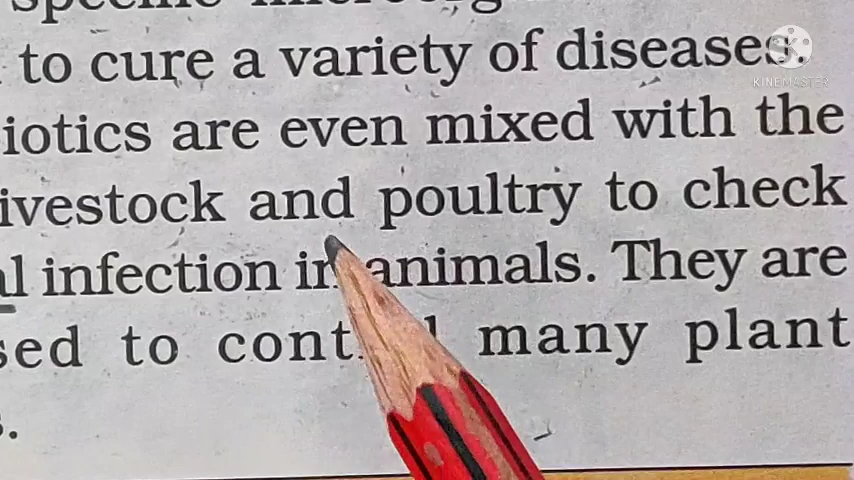 to cure a variety of diseases.
KINEMASTER
iotics are even mixed with the
ivestock and poultry to check
al infection in animals. They are
sed to many plant
s.